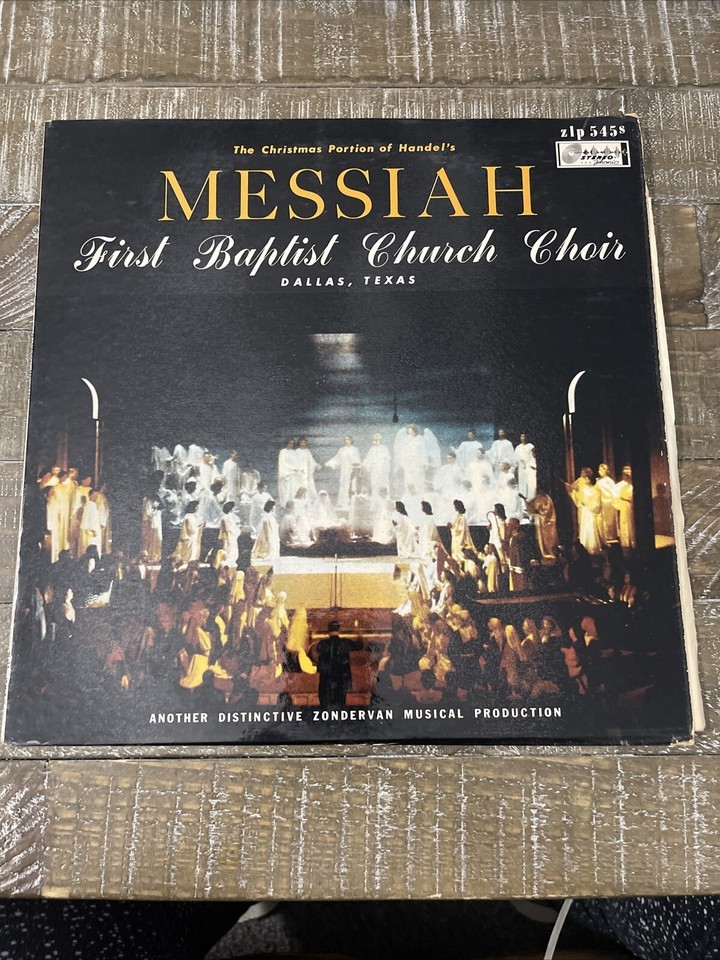 zlp 545s
STEREO
The Christmas Portion of Handel's
MESSIAH
First Baptist Church Choir
DALLAS, TEXAS
ANOTHER DISTINCTIVE ZONDERVAN MUSICAL PRODUCTION